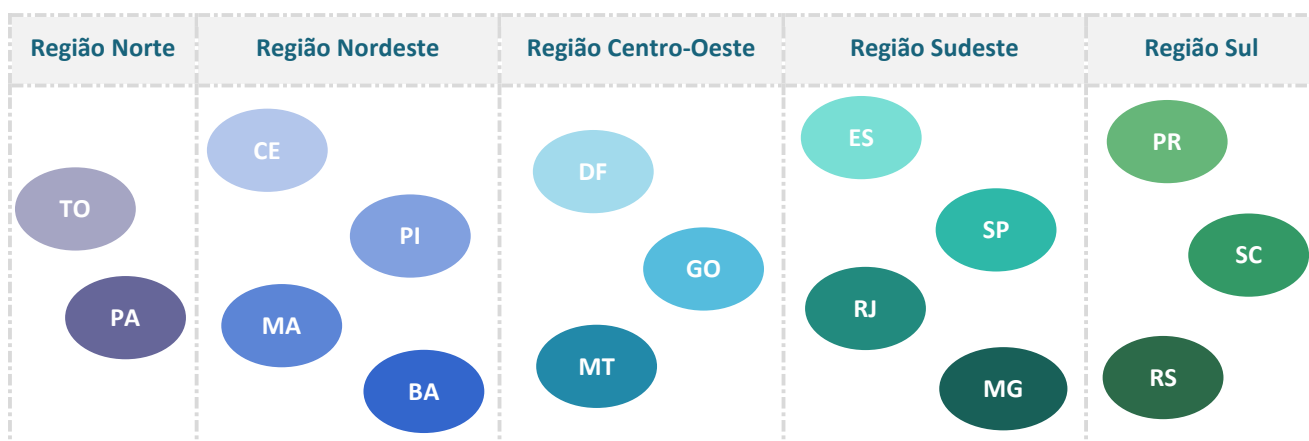 Região Norte
Região Nordeste
Região Centro-Oeste
Região Sudeste
Região Sul
TO
PA
CE
PI
MA
BA
DF
GO
MT
ES
SP
RJ
MG
PR
SC
RS